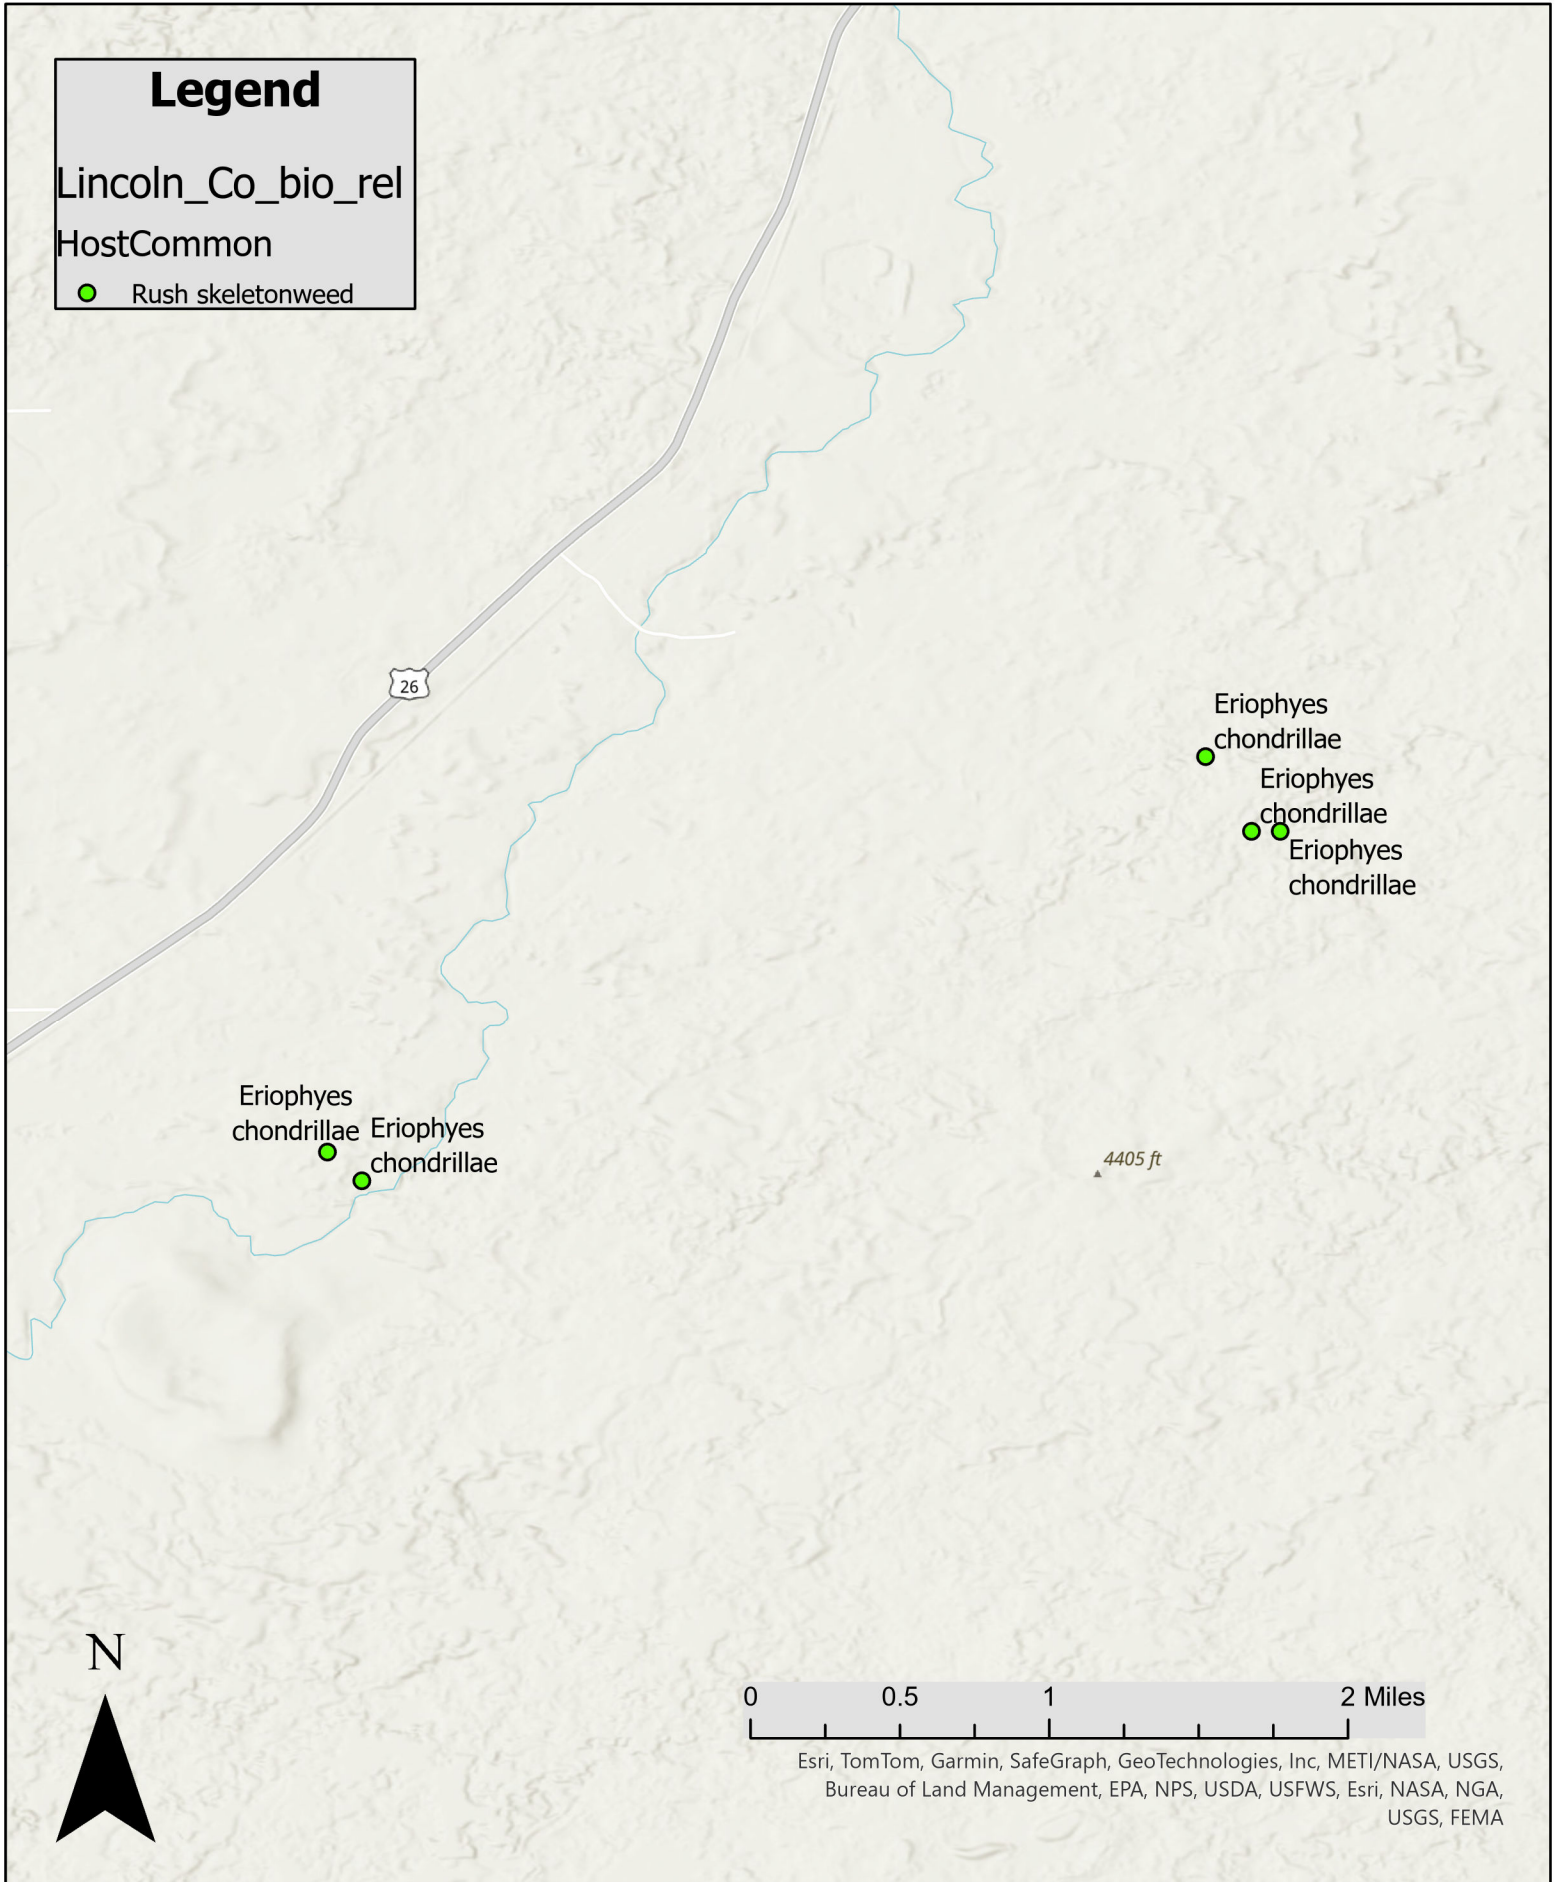 Legend
Lincoln_Co_bio_rel
HostCommon
Rush skeletonweed
26
Eriophyes
chondrillae
Eriophyes
chondrillae
Eriophyes
chondrillae
Eriophyes
chondrillae
Eriophyes
chondrillae
4405 ft
N
0 0.5 1 2 Miles
Esri, TomTom, Garmin, SafeGraph, GeoTechnologies, Inc, METI/NASA, USGS,
Bureau of Land Management, EPA, NPS, USDA, USFWS, Esri, NASA, NGA,
USGS, FEMA